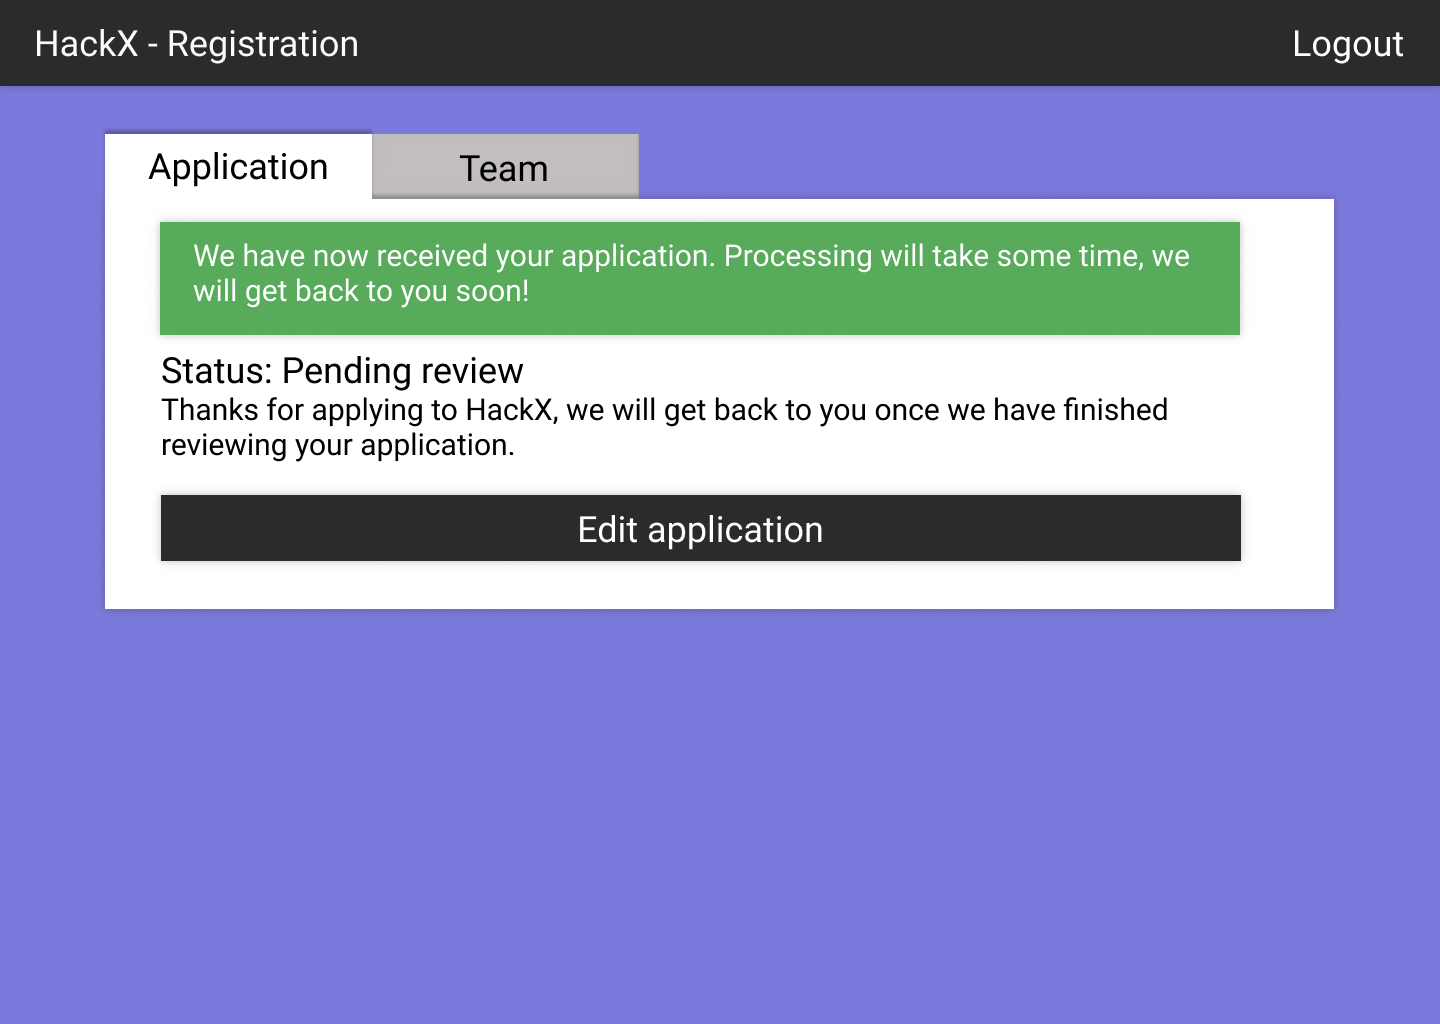 HackX - Registration
Logout
Application
Team
We have now received your application. Processing will take some time, we
will get back to you soon!
Status: Pending review
Thanks for applying to HackX, we will get back to you once we have finished
reviewing your application.
Edit application